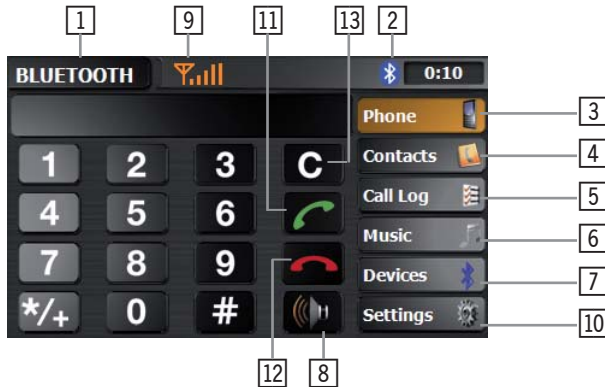 1 9 11 13 2
BLUETOOTH 0:10
Phone 3
1 2 3 C Contacts 4
4 5 6 Call Log 5
Music 6
7 8 9 Devices 7
*/+ 0 # Settings 10
12 8